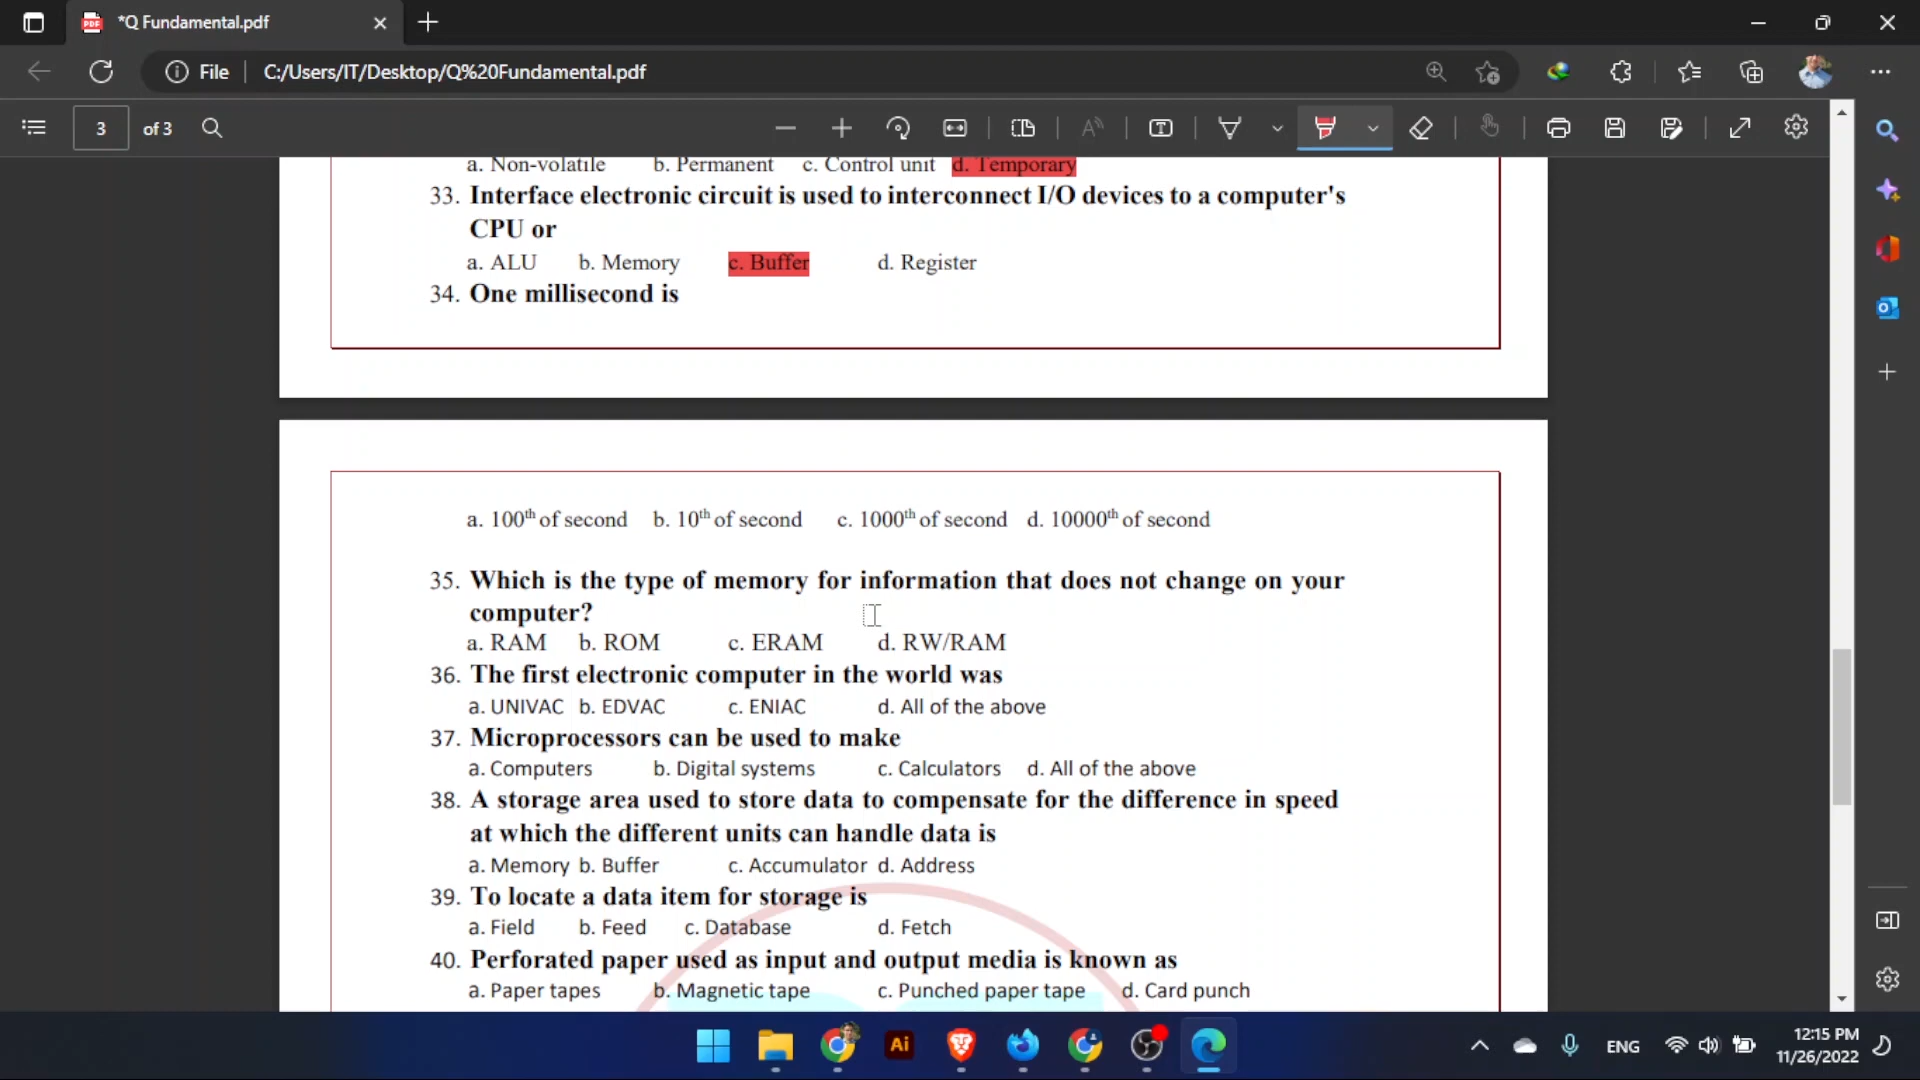 *Q Fundamental.pdf
File C:/Users/IT/Desktop/Q%20Fundamental.pdf
3 of 3
a. Non-volatile b. Permanent c. Control unit d. Temporary
33. Interface electronic circuit is used to interconnect I/O devices to a computer's
CPU or
a. ALU b. Memory c. Buffer d. Register
34. One millisecond is
a. 100th of second b. 10th of second c. 1000th of second d. 10000th of second
35. Which is the type of memory for information that does not change on your
computer?
a. RAM b. ROM c. ERAM d. RW/RAM
36. The first electronic computer in the world was
a. UNIVAC b. EDVAC c. ENIAC d. All of the above
37. Microprocessors can be used to make
a. Computers b. Digital systems c. Calculators d. All of the above
38. A storage area used to store data to compensate for the difference in speed
at which the different units can handle data is
a. Memory b. Buffer c. Accumulator d. Address
39. To locate a data item for storage is
a. Field b. Feed c. Database d. Fetch
40. Perforated paper used as input and output media is known as
a. Paper tapes b. Magnetic tape c. Punched paper tape d. Card punch
Ai
ENG
12:15 PM
11/26/2022